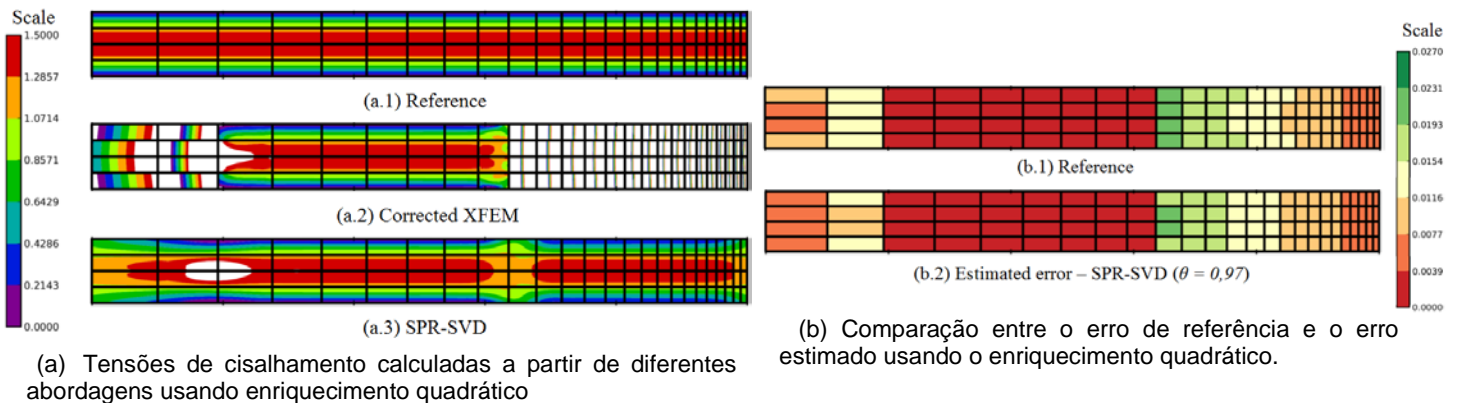 Scale
1.5000
1.2857
1.0714
0.8571
0.6429
0.4286
0.2143
0.0000
(a.1) Reference
(a.2) Corrected XFEM
(a.3) SPR-SVD
(a) Tensões de cisalhamento calculadas a partir de diferentes
abordagens usando enriquecimento quadrático
Scale
0.0270
0.0231
0.0193
0.0154
0.0116
0.0077
0.0039
0.0000
(b.1) Reference
(b.2) Estimated error – SPR-SVD (θ = 0,97)
(b) Comparação entre o erro de referência e o erro
estimado usando o enriquecimento quadrático.